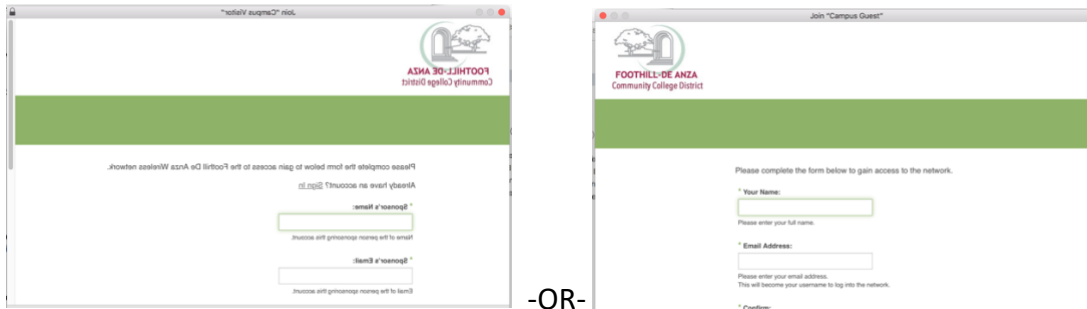 Join "Campus Visitor"
FOOTHILL-DE ANZA
Community College District
Please complete the form below to gain access to the Foothill De Anza Wireless network.
Already have an account? Sign In
* Sponsor's Name:
Name of the person sponsoring this account.
* Sponsor's Email:
Email of the person sponsoring this account.
-OR-
Join "Campus Guest"
FOOTHILL-DE ANZA
Community College District
Please complete the form below to gain access to the network.
* Your Name:
Please enter your full name.
* Email Address:
Please enter your email address.
This will become your username to log into the network.
* Confirm: